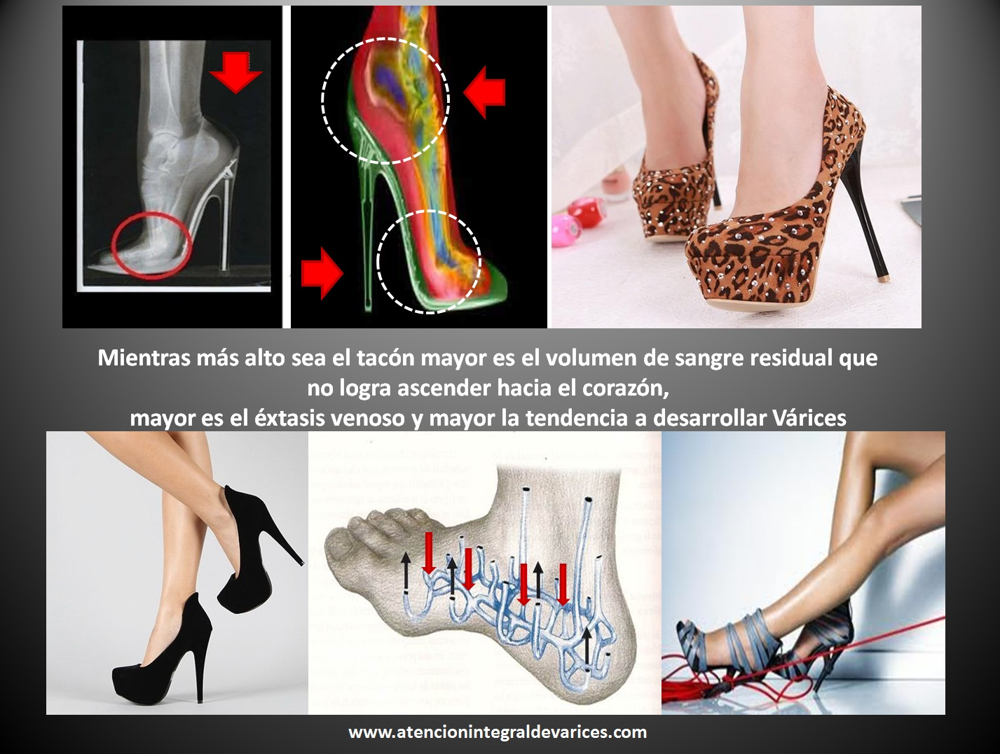 Mientras más alto sea el tacón mayor es el volumen de sangre residual que
no logra ascender hacia el corazón,
mayor es el éxtasis venoso y mayor la tendencia a desarrollar Várices
www.atencionintegraldevarices.com